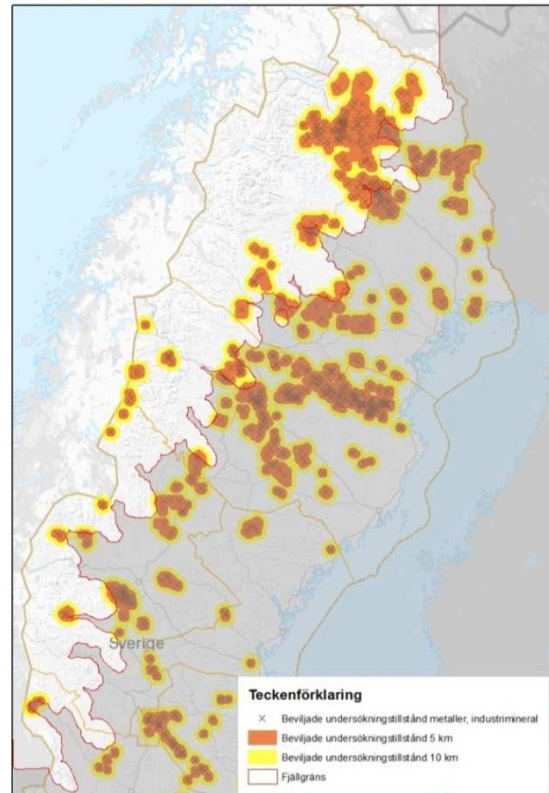 Sverige
Teckenförklaring
Beviljade undersökningstillstånd metaller, industrimineral
Beviljade undersökningstillstånd 5 km
Beviljade undersökningstillstånd 10 km
Fjällgräns